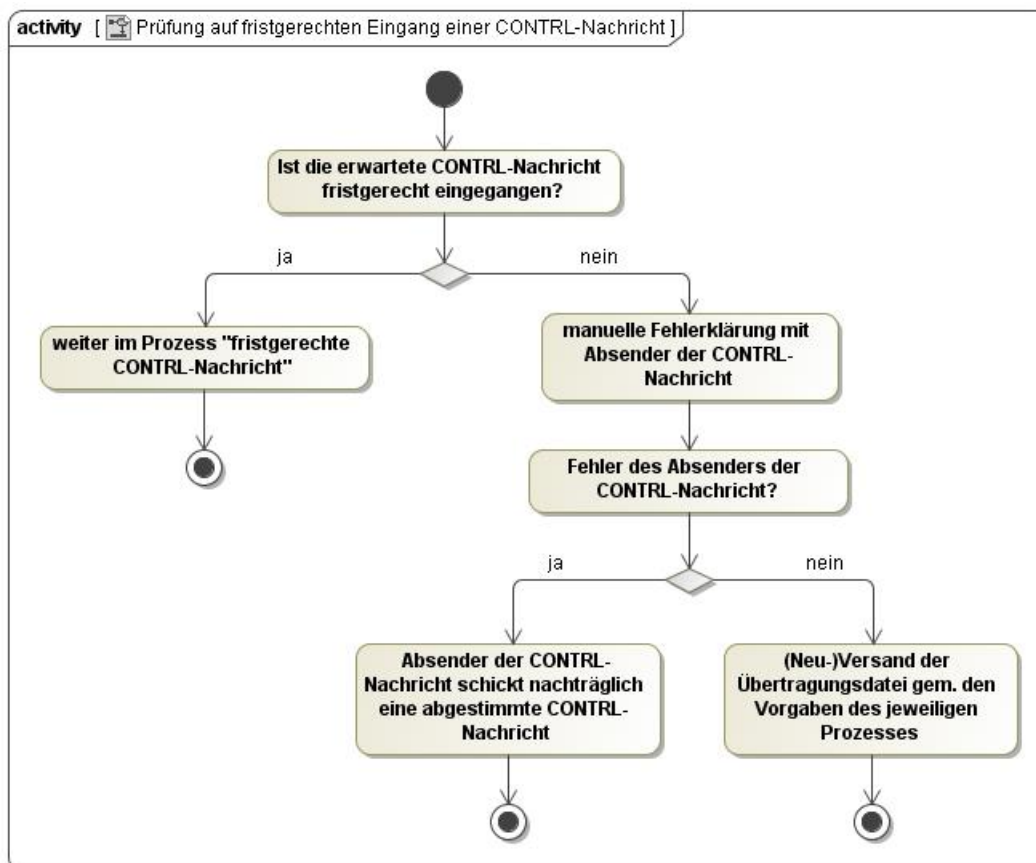 activity [ Prüfung auf fristgerechten Eingang einer CONTRL-Nachricht ]
Ist die erwartete CONTRL-Nachricht
fristgerecht eingegangen?
ja
nein
weiter im Prozess "fristgerechte
CONTRL-Nachricht"
manuelle Fehlerklärung mit
Absender der CONTRL-
Nachricht
Fehler des Absenders der
CONTRL-Nachricht?
ja
nein
Absender der CONTRL-
Nachricht schickt nachträglich
eine abgestimmte CONTRL-
Nachricht
(Neu-)Versand der
Übertragungsdatei gem. den
Vorgaben des jeweiligen
Prozesses